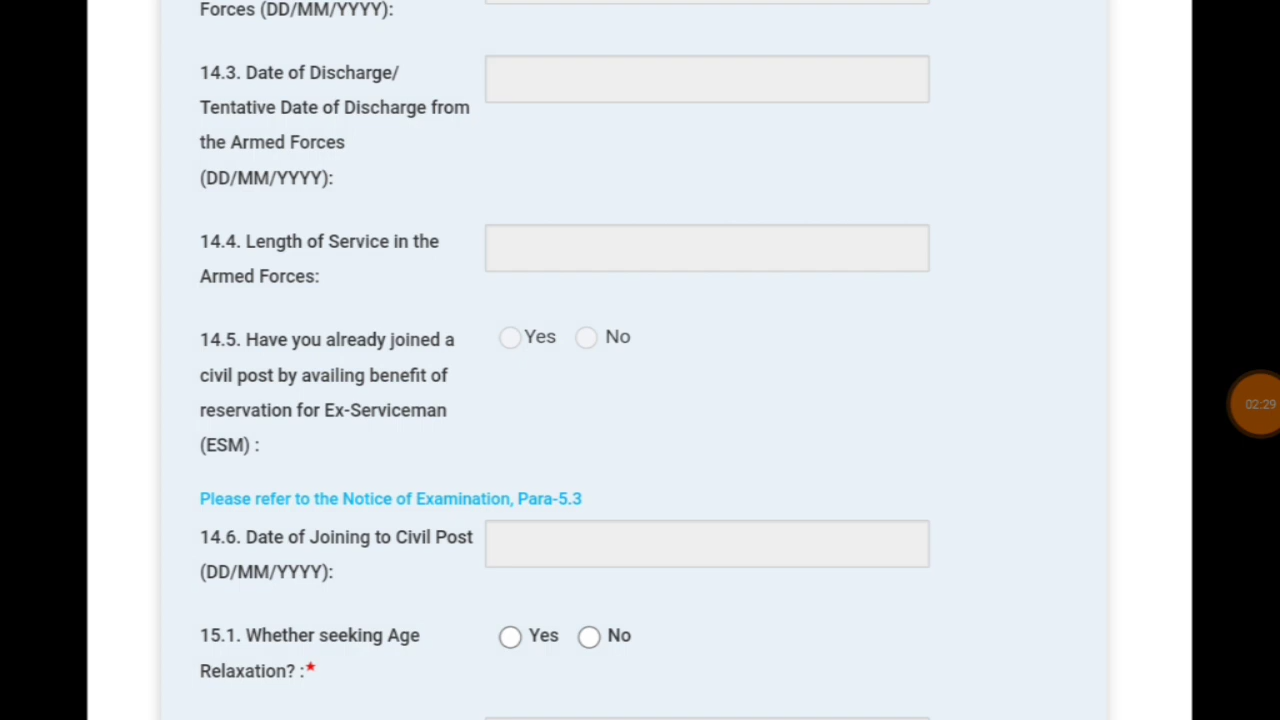 Forces (DD/MM/YYYY):
14.3. Date of Discharge/
Tentative Date of Discharge from
the Armed Forces
(DD/MM/YYYY):
14.4. Length of Service in the
Armed Forces:
14.5. Have you already joined a
Yes No
civil post by availing benefit of
reservation for Ex-Serviceman
(ESM) :
02:29
Please refer to the Notice of Examination, Para-5.3
14.6. Date of Joining to Civil Post
(DD/MM/YYYY):
15.1. Whether seeking Age
Yes No
Relaxation? :*